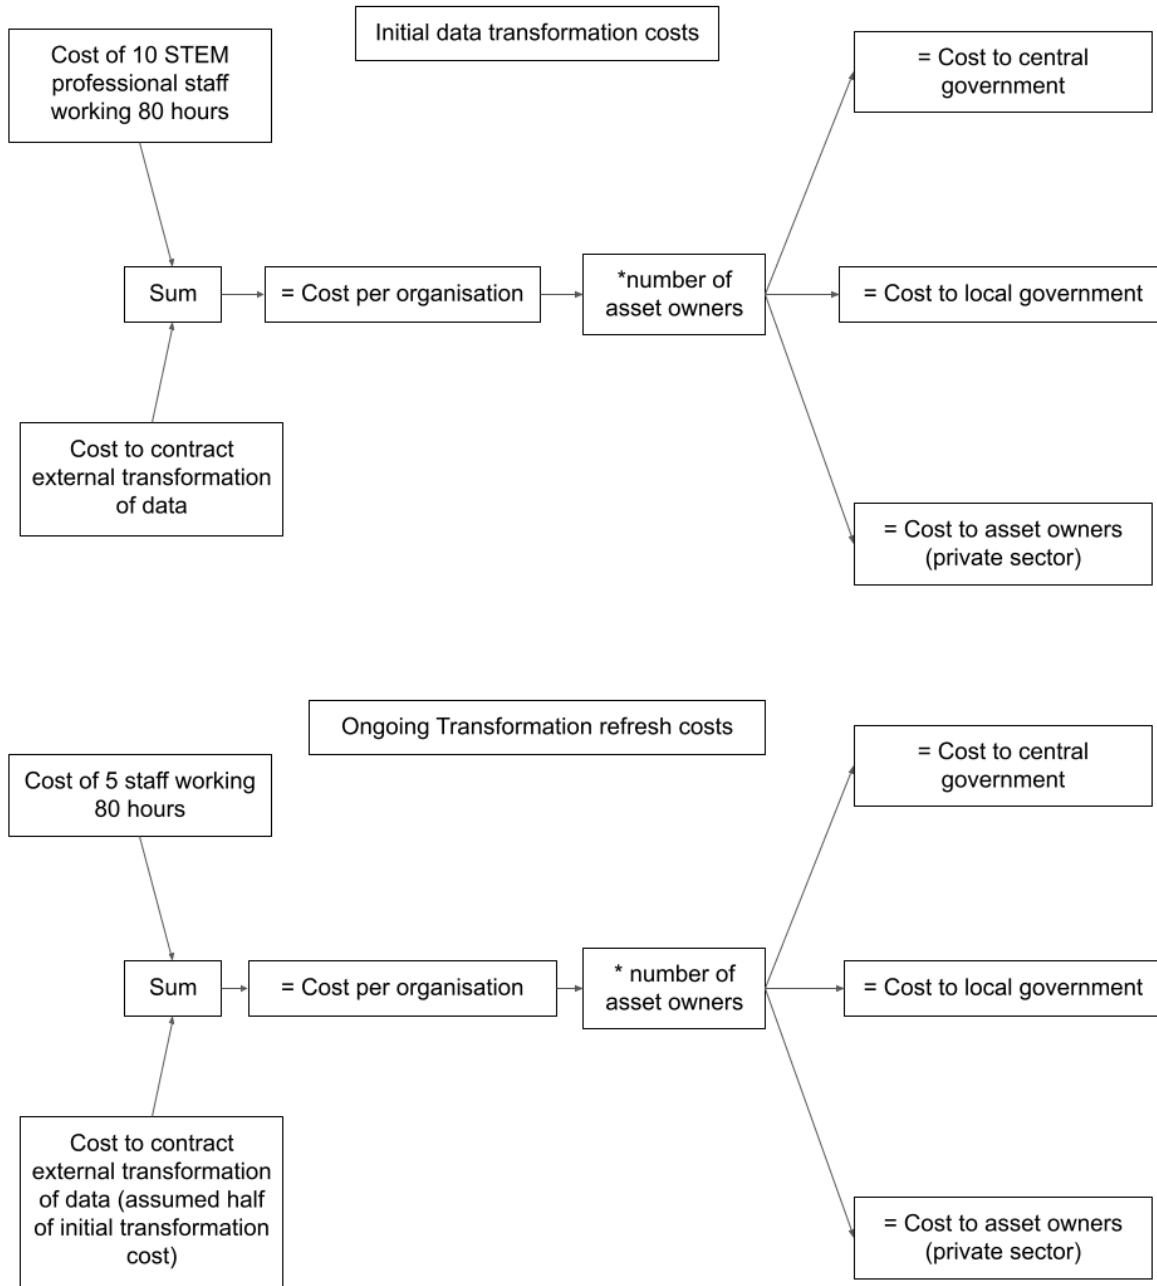 Initial data transformation costs
Cost of 10 STEM
professional staff
working 80 hours
Sum
Cost to contract
external transformation
of data
= Cost per organisation
*number of
asset owners
= Cost to central
government
= Cost to local government
= Cost to asset owners
(private sector)
Ongoing Transformation refresh costs
Cost of 5 staff working
80 hours
Sum
Cost to contract
external transformation
of data (assumed half
of initial transformation
cost)
= Cost per organisation
* number of
asset owners
= Cost to central
government
= Cost to local government
= Cost to asset owners
(private sector)